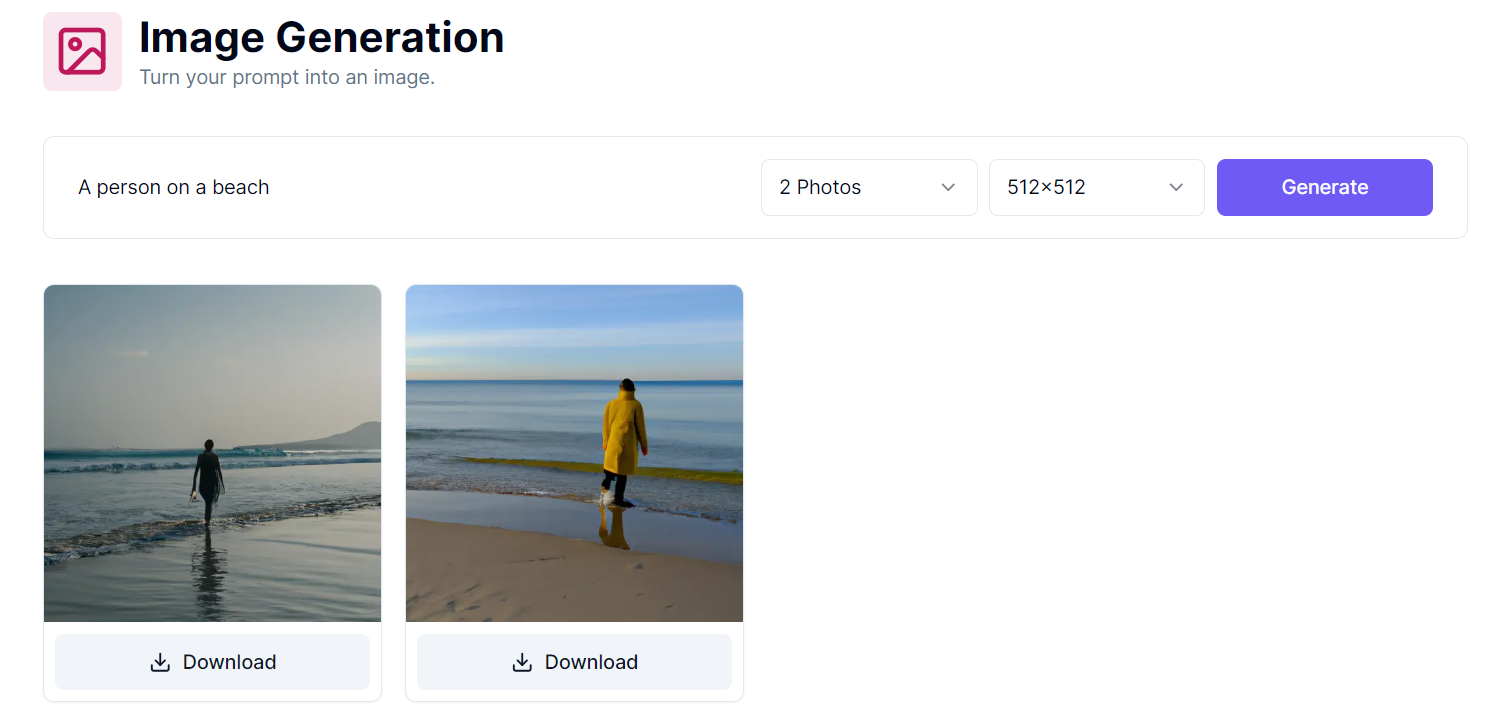 Image Generation
Turn your prompt into an image.
A person on a beach
2 Photos
512×512
Generate
Download
Download